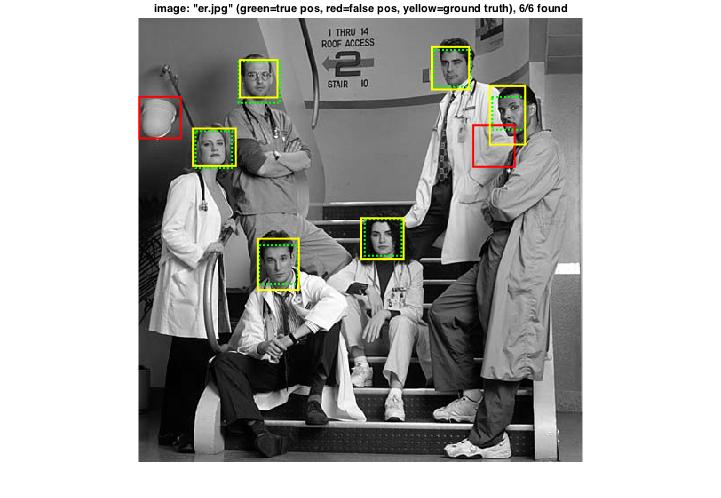 image: "er.jpg" (green=true pos, red=false pos, yellow=ground truth), 6/6 found
1 THRU 14
ROOF ACCESS
2
STAIR 10